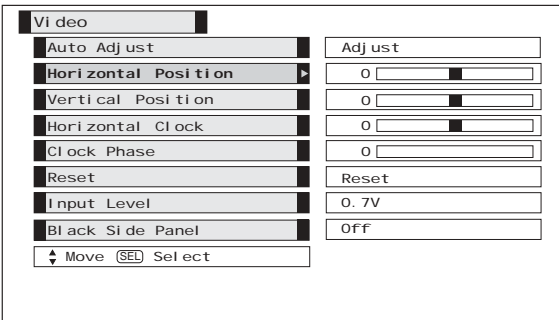 Video
Auto Adjust Adjust
Horizontal Position 0
Vertical Position 0
Horizontal Clock 0
Clock Phase 0
Reset Reset
Input Level 0.7V
Black Side Panel Off
Move SEL Select